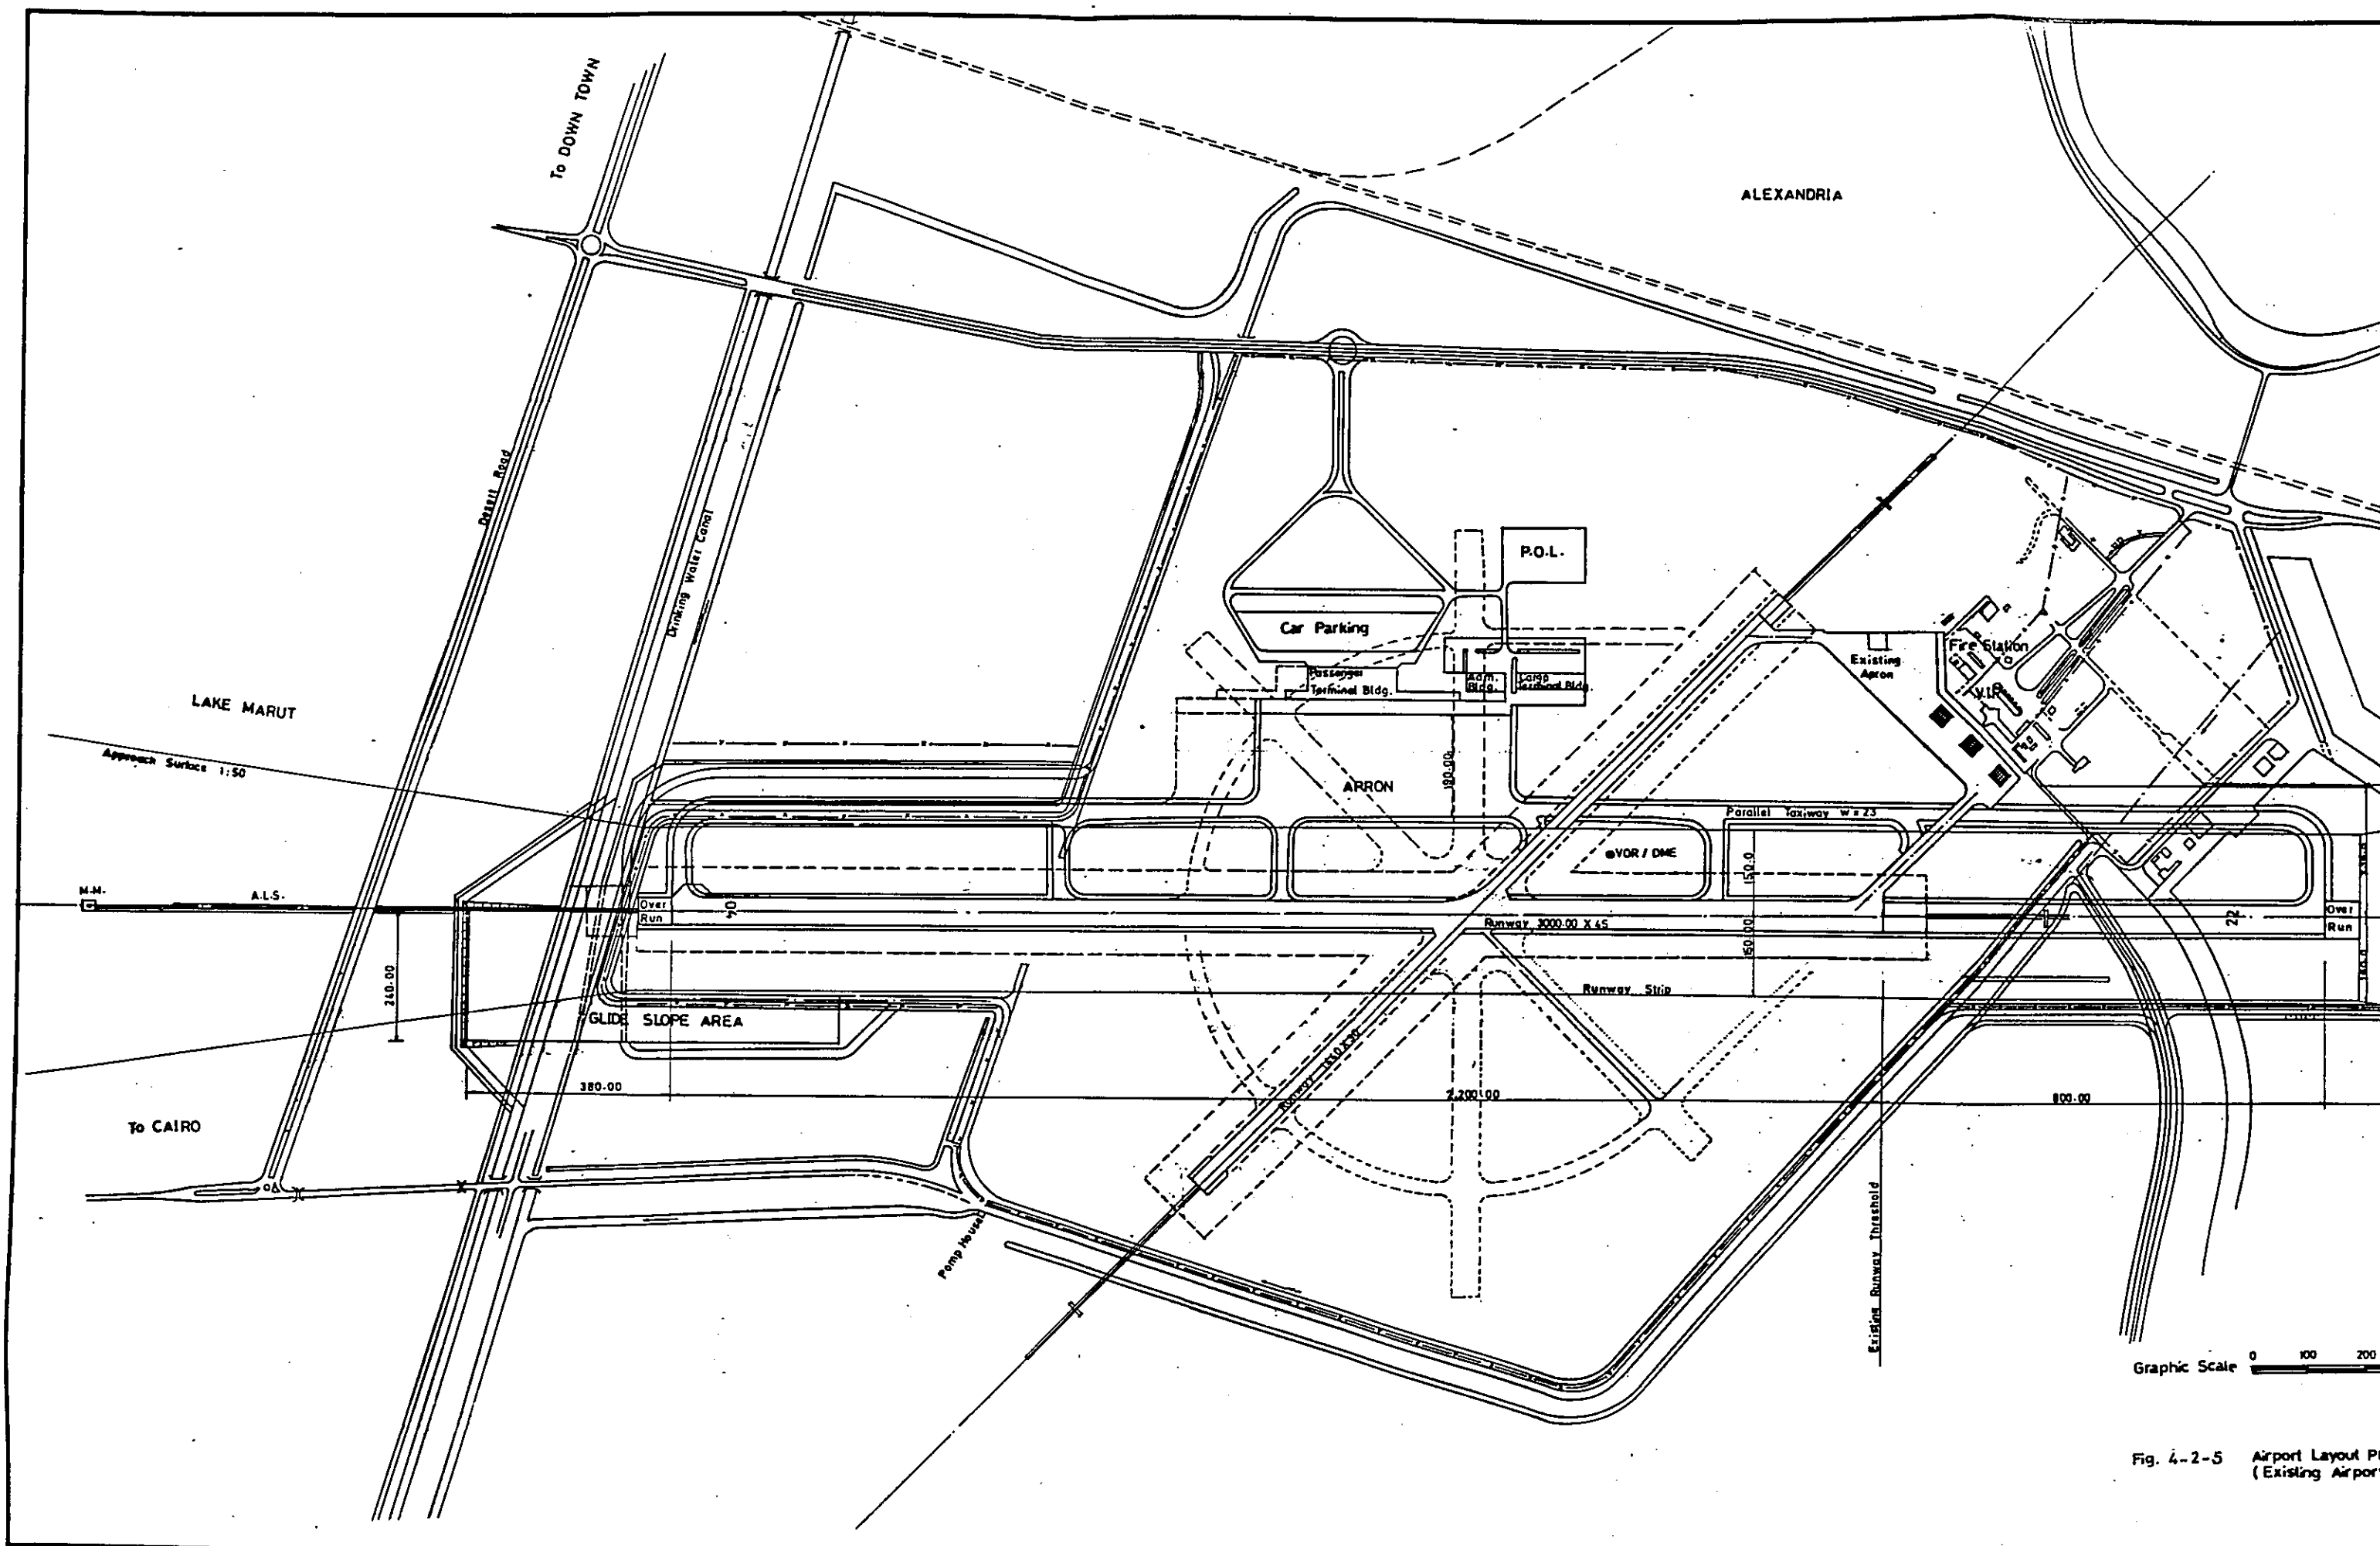 To DOWN TOWN
ALEXANDRIA
Desert Road
Drinking Water Canal
P.O.L.
Car Parking
Passenger
Terminal Bldg.
Adm.
Bldg.
Cargo
Terminal Bldg.
Existing
Apron
Fire Station
V.I.P
LAKE MARUT
Approach Surface 1:50
APRON
190.00
Parallel Taxiway W = 23
VOR / DME
150.0
M.M.
A.L.S.
Over
Run
04
Runway 3000.00 X 45
22
Over
Run
240.00
150.00
Runway Strip
GLIDE SLOPE AREA
380.00
2,200.00
800.00
To CAIRO
Pomp House
Existing Runway Threshold
Graphic Scale 0 100 200
Fig. 4-2-5 Airport Layout
(Existing Airport